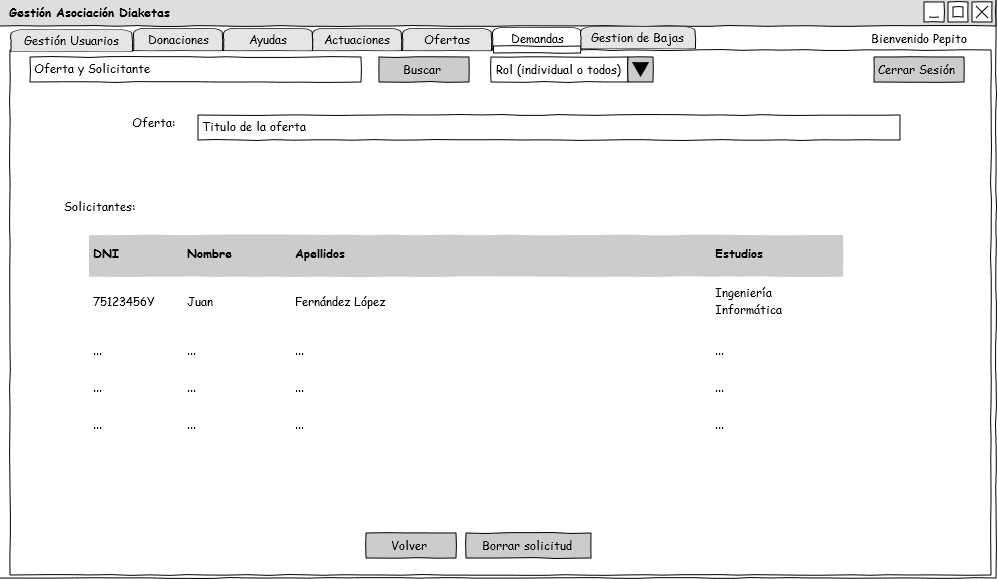 Gestión Asociación Diaketas
Gestión Usuarios Donaciones Ayudas Actuaciones Ofertas Demandas Gestion de Bajas Bienvenido Pepito
Oferta y Solicitante Buscar Rol (individual o todos) Cerrar Sesión
Oferta: Titulo de la oferta
Solicitantes:
DNI Nombre Apellidos Estudios
75123456Y Juan Fernández López Ingeniería
Informática
... ... ... ...
... ... ... ...
... ... ... ...
Volver Borrar solicitud